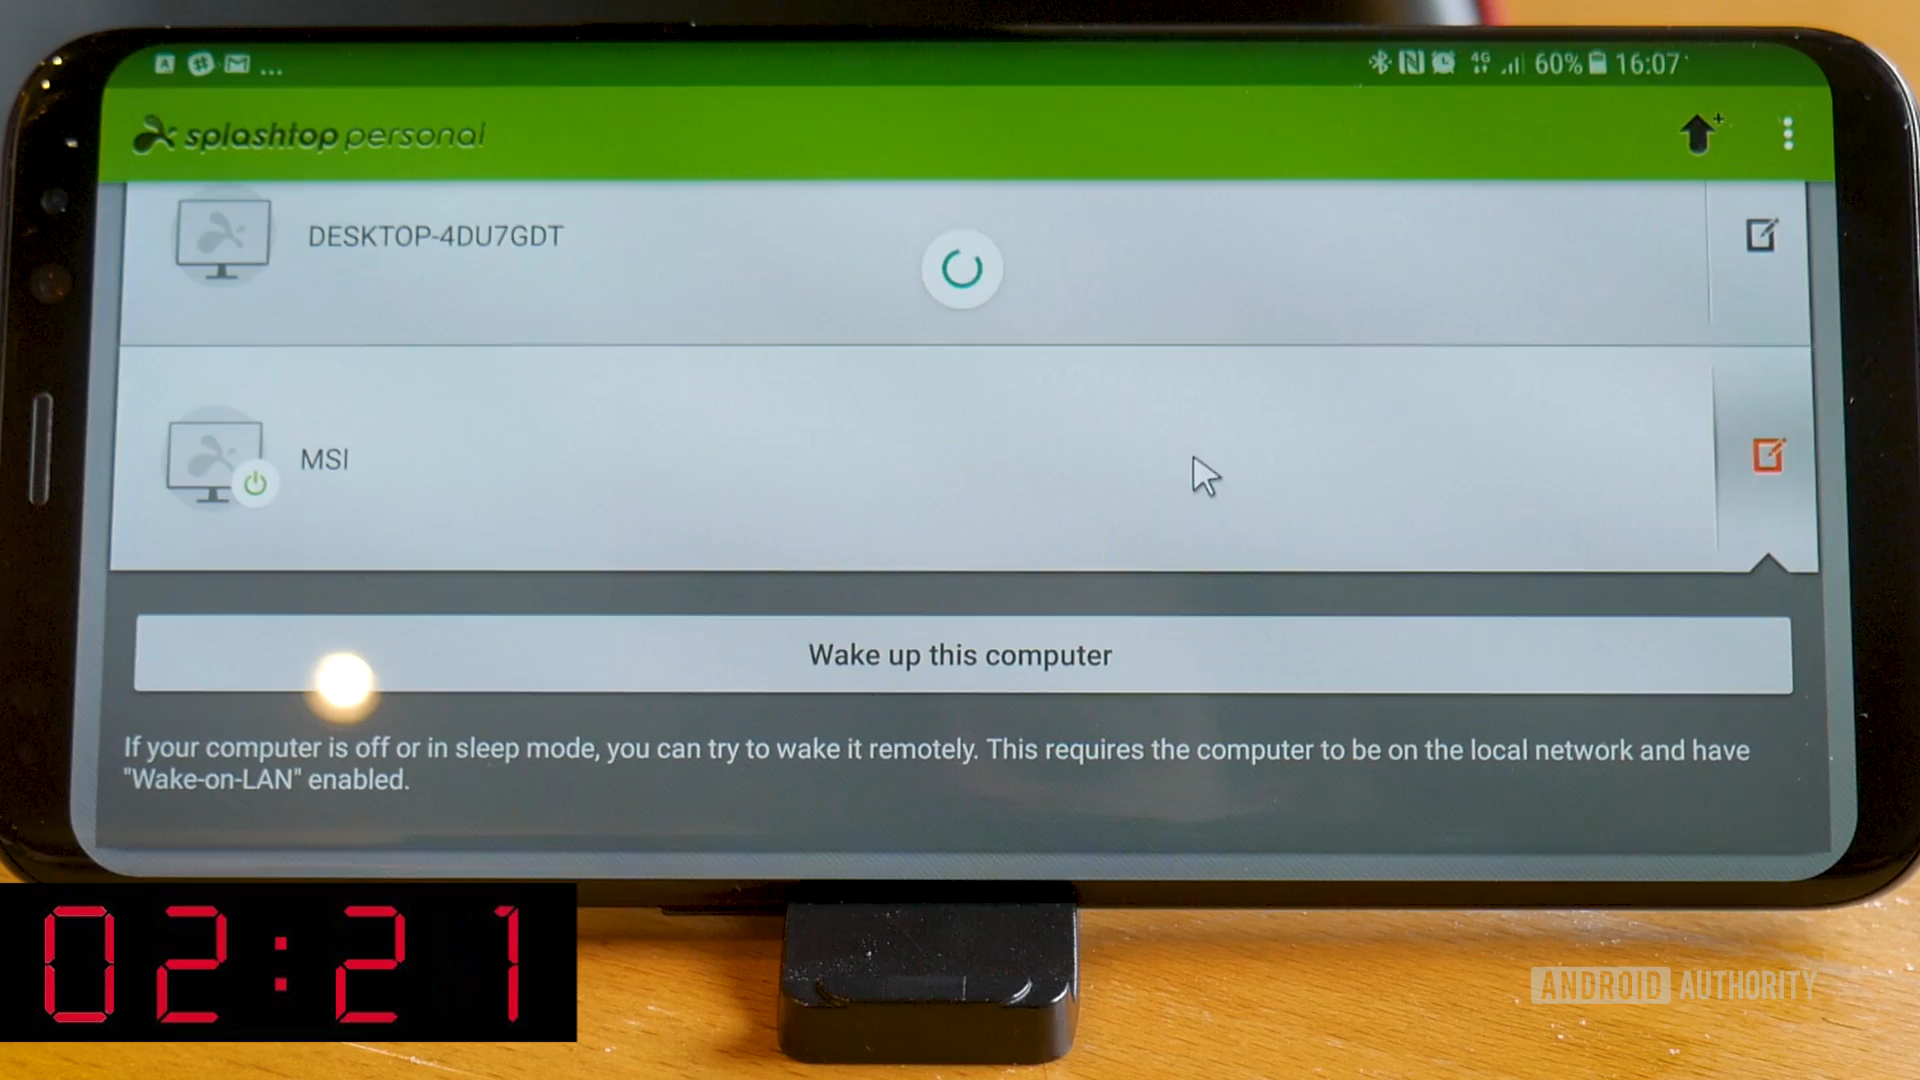 ... 4G 60% 16:07
splashtop personal
DESKTOP-4DU7GDT
MSI
Wake up this computer
If your computer is off or in sleep mode, you can try to wake it remotely. This requires the computer to be on the local network and have
"Wake-on-LAN" enabled.
02:21
ANDROID AUTHORITY